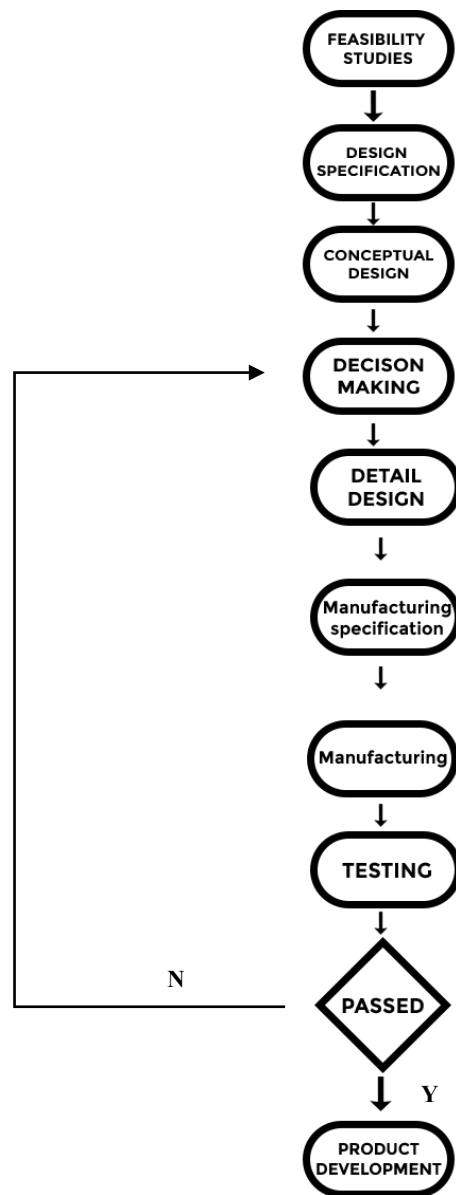 FEASIBILITY
STUDIES
DESIGN
SPECIFICATION
CONCEPTUAL
DESIGN
DECISON
MAKING
DETAIL
DESIGN
Manufacturing
specification
Manufacturing
TESTING
N
PASSED
Y
PRODUCT
DEVELOPMENT